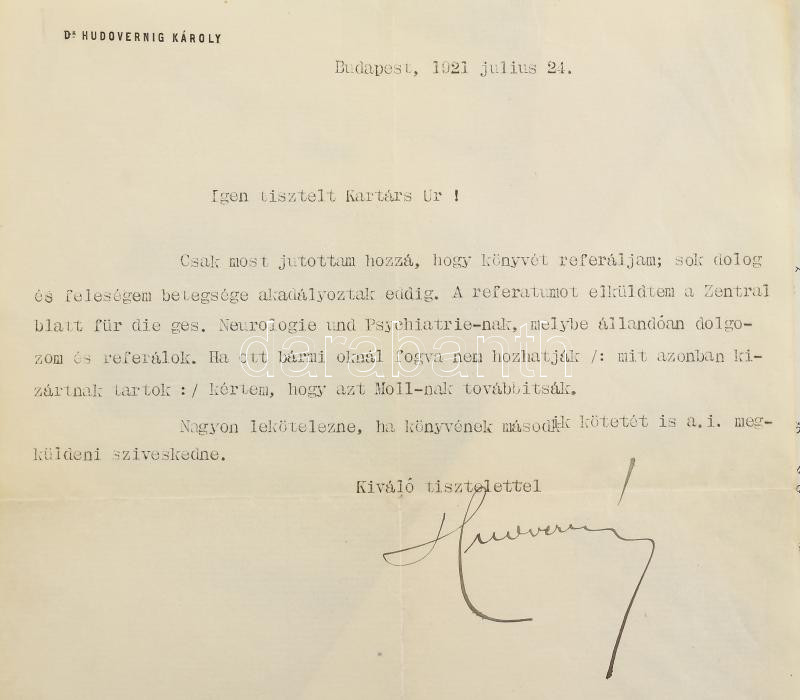 DR HUDOVERNIG KÁROLY
Budapest, 1921 julius 24.
Igen tisztelt Kartárs Ur !
Csak most jutottam hozzá, hogy könyvét referáljam; sok dolog
és feleségem betegsége akadályoztak eddig. A referatumot elküldtem a Zentral
blatt für die ges. Neurologie und Psychiatrie-nak, melybe állandóan dolgo-
zom és referálok. Ha ott bármi oknál fogva nem hozhatják /: mit azonban ki-
zártnak tartok :/ kértem, hogy azt Moll-nak továbbitsák.
Nagyon lekötelezne, ha könyvének második kötetét is a.i. meg-
küldeni sziveskedne.
Kiváló tisztelettel
Hudovernig
darabanth